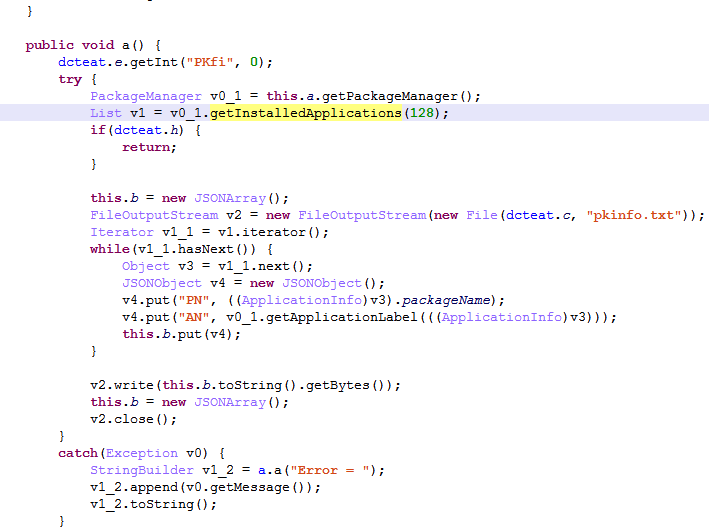 }
public void a() {
dcteat.e.getInt("PKfi", 0);
try {
PackageManager v0_1 = this.a.getPackageManager();
List v1 = v0_1.getInstalledApplications(128);
if(dcteat.h) {
return;
}
this.b = new JSONArray();
FileOutputStream v2 = new FileOutputStream(new File(dcteat.c, "pkinfo.txt"));
Iterator v1_1 = v1.iterator();
while(v1_1.hasNext()) {
Object v3 = v1_1.next();
JSONObject v4 = new JSONObject();
v4.put("PN", ((ApplicationInfo)v3).packageName);
v4.put("AN", v0_1.getApplicationLabel(((ApplicationInfo)v3)));
this.b.put(v4);
}
v2.write(this.b.toString().getBytes());
this.b = new JSONArray();
v2.close();
}
catch(Exception v0) {
StringBuilder v1_2 = a.a("Error = ");
v1_2.append(v0.getMessage());
v1_2.toString();
}